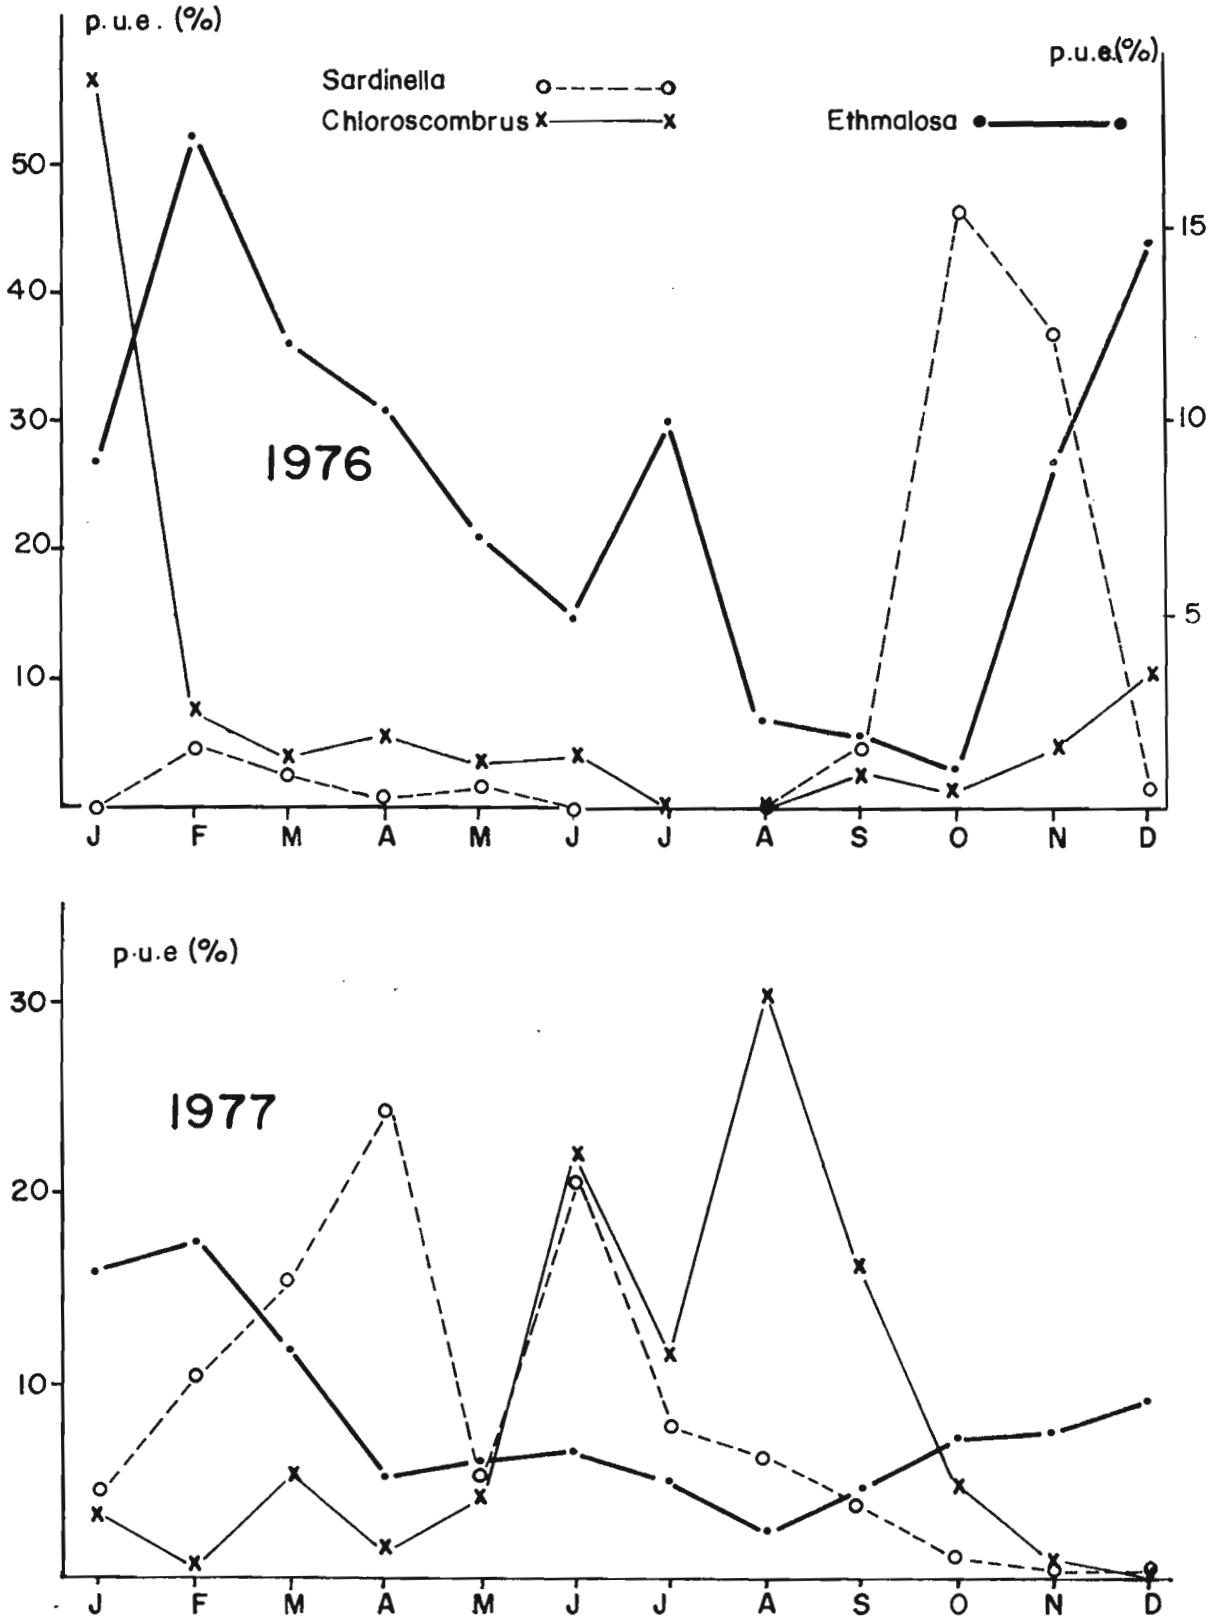 p.u.e. (%)
p.u.e.(%)
Sardinella
Chloroscombrus
Ethmalosa
50
15
40
30
10
1976
20
5
10
J F M A M J J A S O N D
p.u.e (%)
30
1977
20
10
J F M A M J J A S O N D